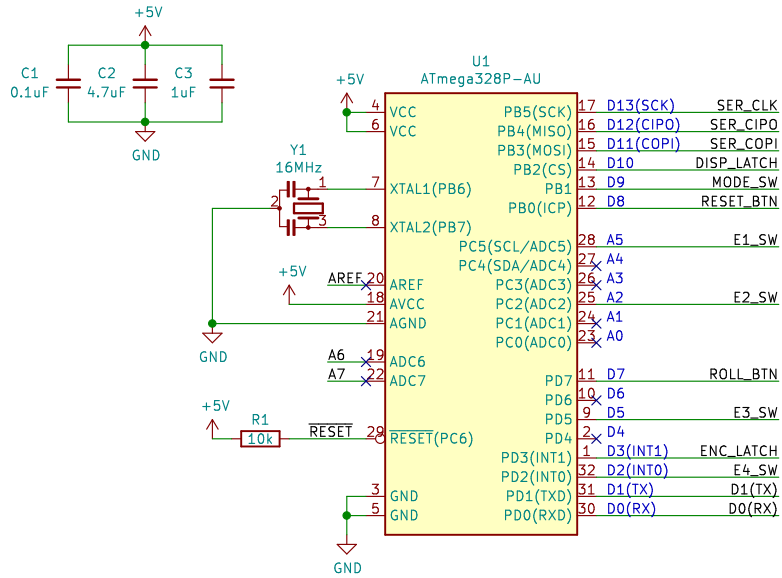 +5V
C1
0.1uF
C2
4.7uF
C3
1uF
GND
U1
ATmega328P-AU
+5V
4 VCC
6 VCC
Y1
16MHz
1
2
3
7 XTAL1(PB6)
8 XTAL2(PB7)
+5V
AREF 20 AREF
18 AVCC
21 AGND
GND
A6 19 ADC6
A7 22 ADC7
+5V
R1
10k
RESET 29 RESET(PC6)
3 GND
5 GND
GND
PB5(SCK) 17 D13(SCK) SER_CLK
PB4(MISO) 16 D12(CIPO) SER_CIPO
PB3(MOSI) 15 D11(COPI) SER_COPI
PB2(CS) 14 D10 DISP_LATCH
PB1 13 D9 MODE_SW
PB0(ICP) 12 D8 RESET_BTN
PC5(SCL/ADC5) 28 A5 E1_SW
PC4(SDA/ADC4) 27 A4
PC3(ADC3) 26 A3
PC2(ADC2) 25 A2 E2_SW
PC1(ADC1) 24 A1
PC0(ADC0) 23 A0
PD7 11 D7 ROLL_BTN
PD6 10 D6
PD5 9 D5 E3_SW
PD4 2 D4
PD3(INT1) 1 D3(INT1) ENC_LATCH
PD2(INT0) 32 D2(INT0) E4_SW
PD1(TXD) 31 D1(TX) D1(TX)
PD0(RXD) 30 D0(RX) D0(RX)